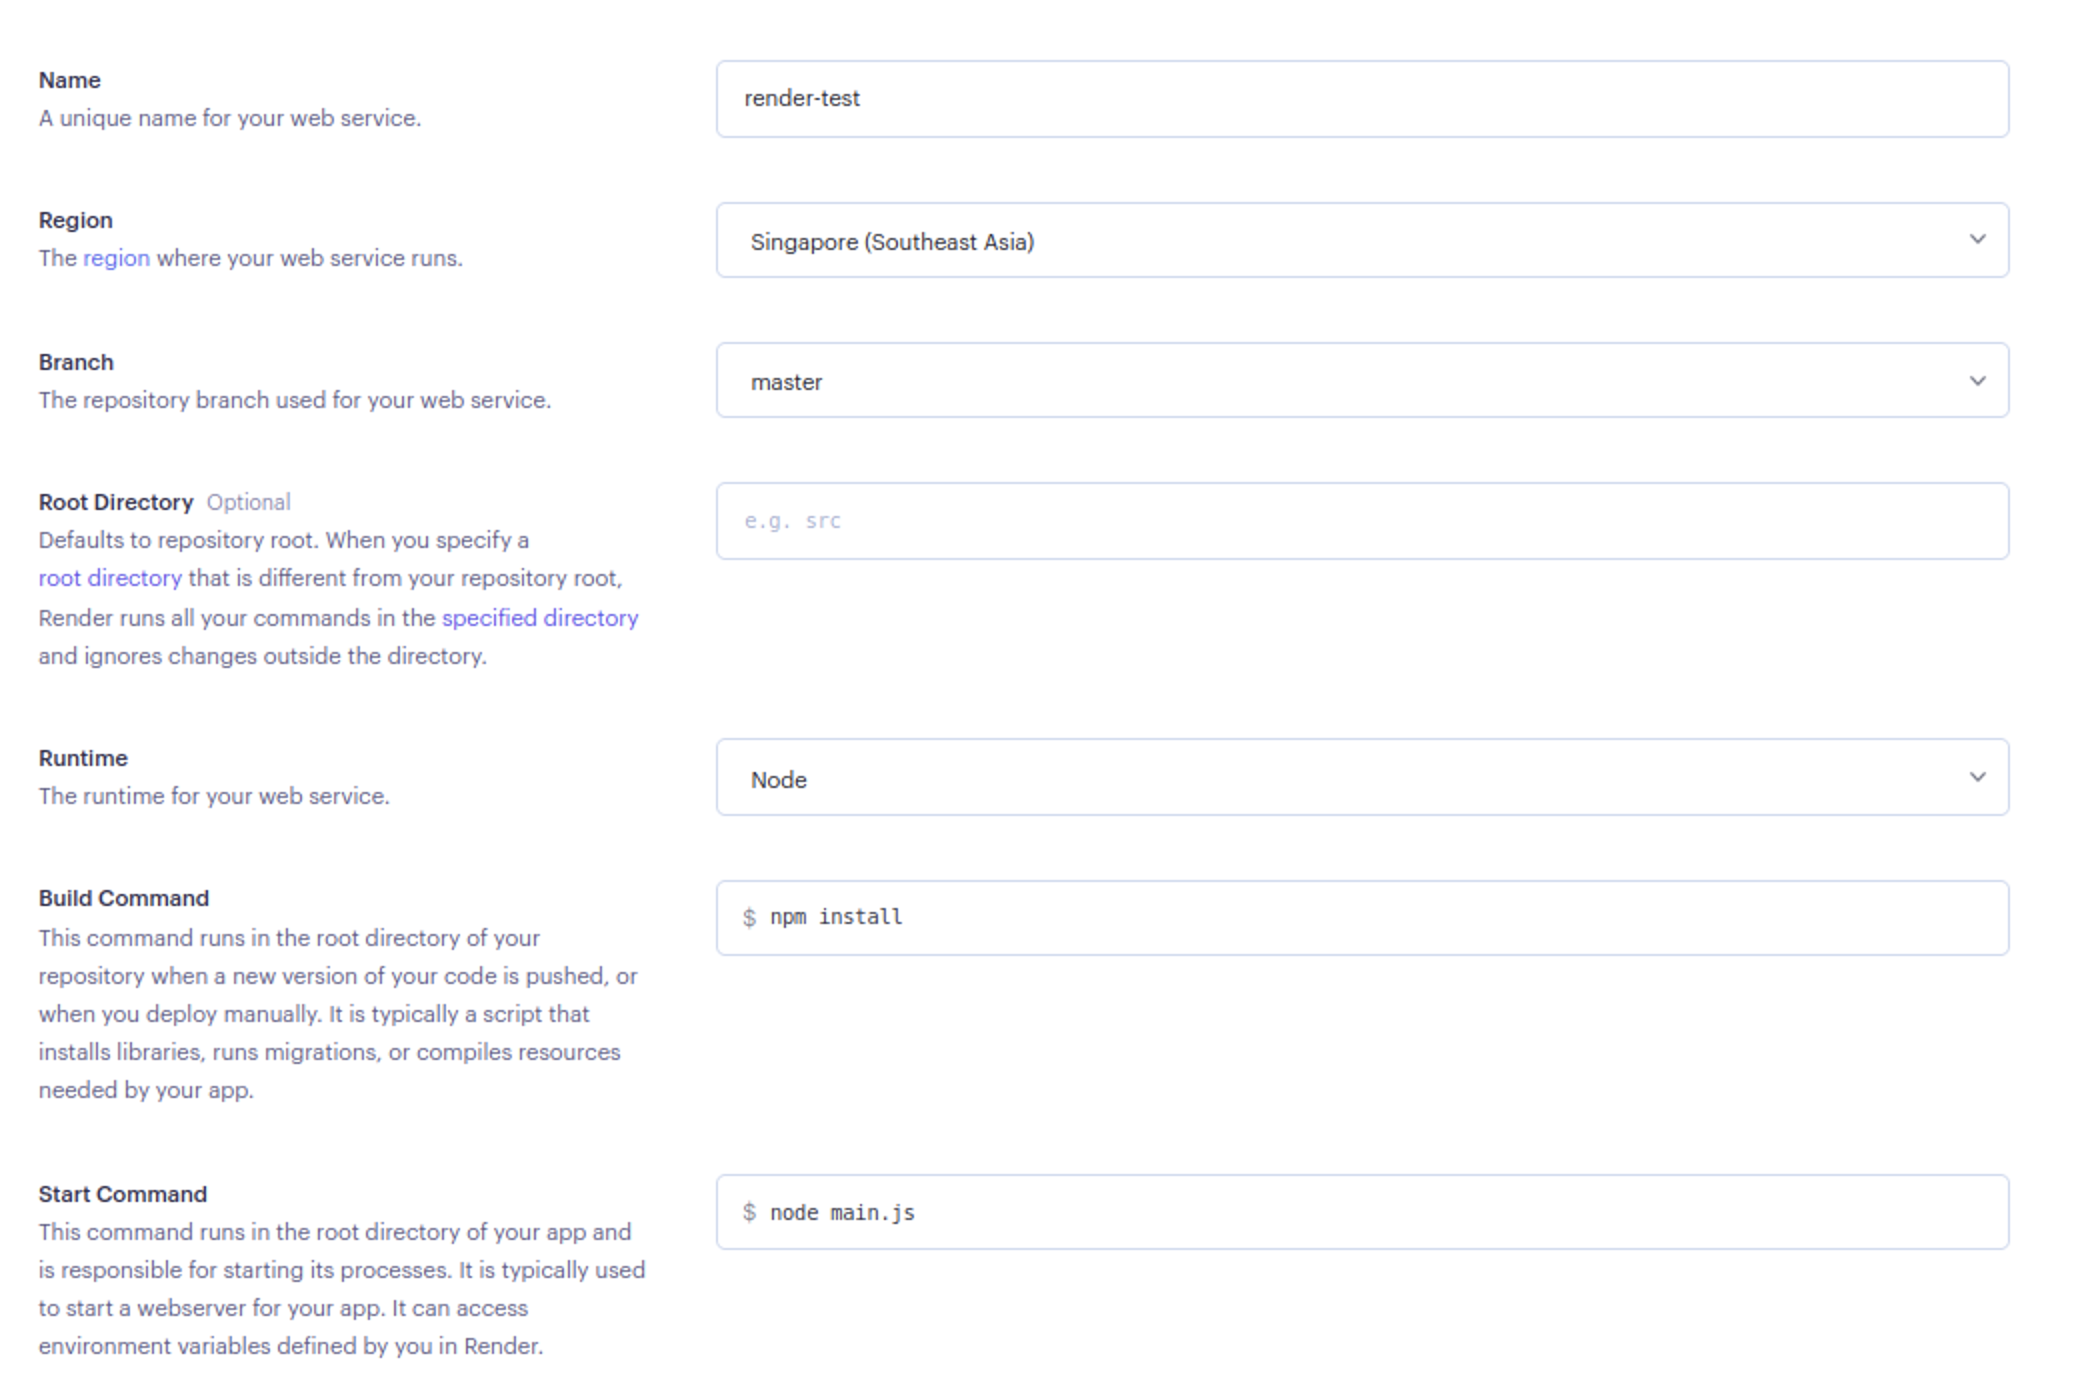 Name
A unique name for your web service.
render-test
Region
The region where your web service runs.
Singapore (Southeast Asia)
Branch
The repository branch used for your web service.
master
Root Directory Optional
Defaults to repository root. When you specify a
root directory that is different from your repository root,
Render runs all your commands in the specified directory
and ignores changes outside the directory.
e.g. src
Runtime
The runtime for your web service.
Node
Build Command
This command runs in the root directory of your
repository when a new version of your code is pushed, or
when you deploy manually. It is typically a script that
installs libraries, runs migrations, or compiles resources
needed by your app.
$ npm install
Start Command
This command runs in the root directory of your app and
is responsible for starting its processes. It is typically used
to start a webserver for your app. It can access
environment variables defined by you in Render.
$ node main.js